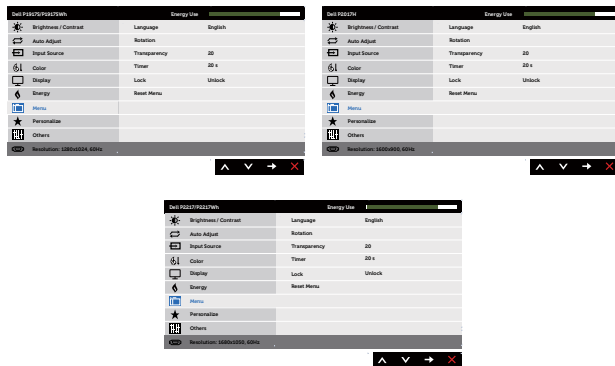 Dell P1917S/P1917SWh Energy Use
Brightness / Contrast Language English
Auto Adjust Rotation
Input Source Transparency 20
Color Timer 20 s
Display Lock Unlock
Energy Reset Menu
Menu
Personalize
Others
Resolution: 1280x1024, 60Hz
Dell P2017H Energy Use
Brightness / Contrast Language English
Auto Adjust Rotation
Input Source Transparency 20
Color Timer 20 s
Display Lock Unlock
Energy Reset Menu
Menu
Personalize
Others
Resolution: 1600x900, 60Hz
Dell P2217/P2217Wh Energy Use
Brightness / Contrast Language English
Auto Adjust Rotation
Input Source Transparency 20
Color Timer 20 s
Display Lock Unlock
Energy Reset Menu
Menu
Personalize
Others
Resolution: 1680x1050, 60Hz